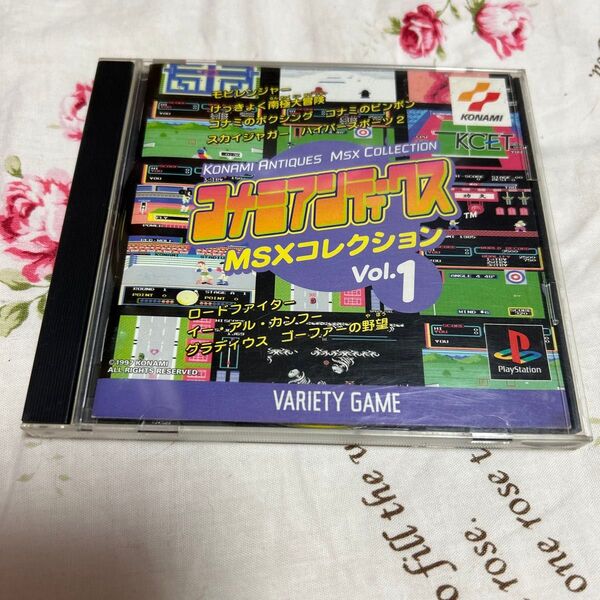 モピレンジャー
けっきょく南極大冒険
コナミのボクシング コナミのピンポン
スカイジャガー ハイパースポーツ2
KONAMI
KCET
KONAMI ANTIQUES MSX COLLECTION
コナミアンティークス
TM
MSXコレクション
Vol.1
ロードファイター
イー・アル・カンフー
グラディウス ゴーファーの野望
©1997 KONAMI
ALL RIGHTS RESERVED
PlayStation
VARIETY GAME
to fill the
rose.
one rose